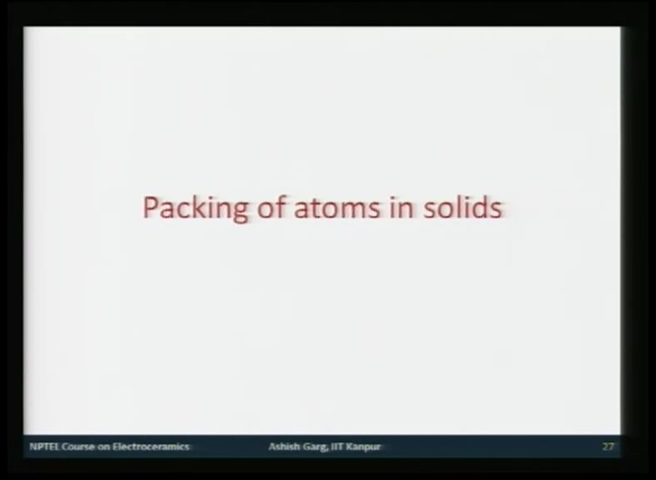 Packing of atoms in solids
NPTEL Course on Electroceramics
Ashish Garg, IIT Kanpur
27